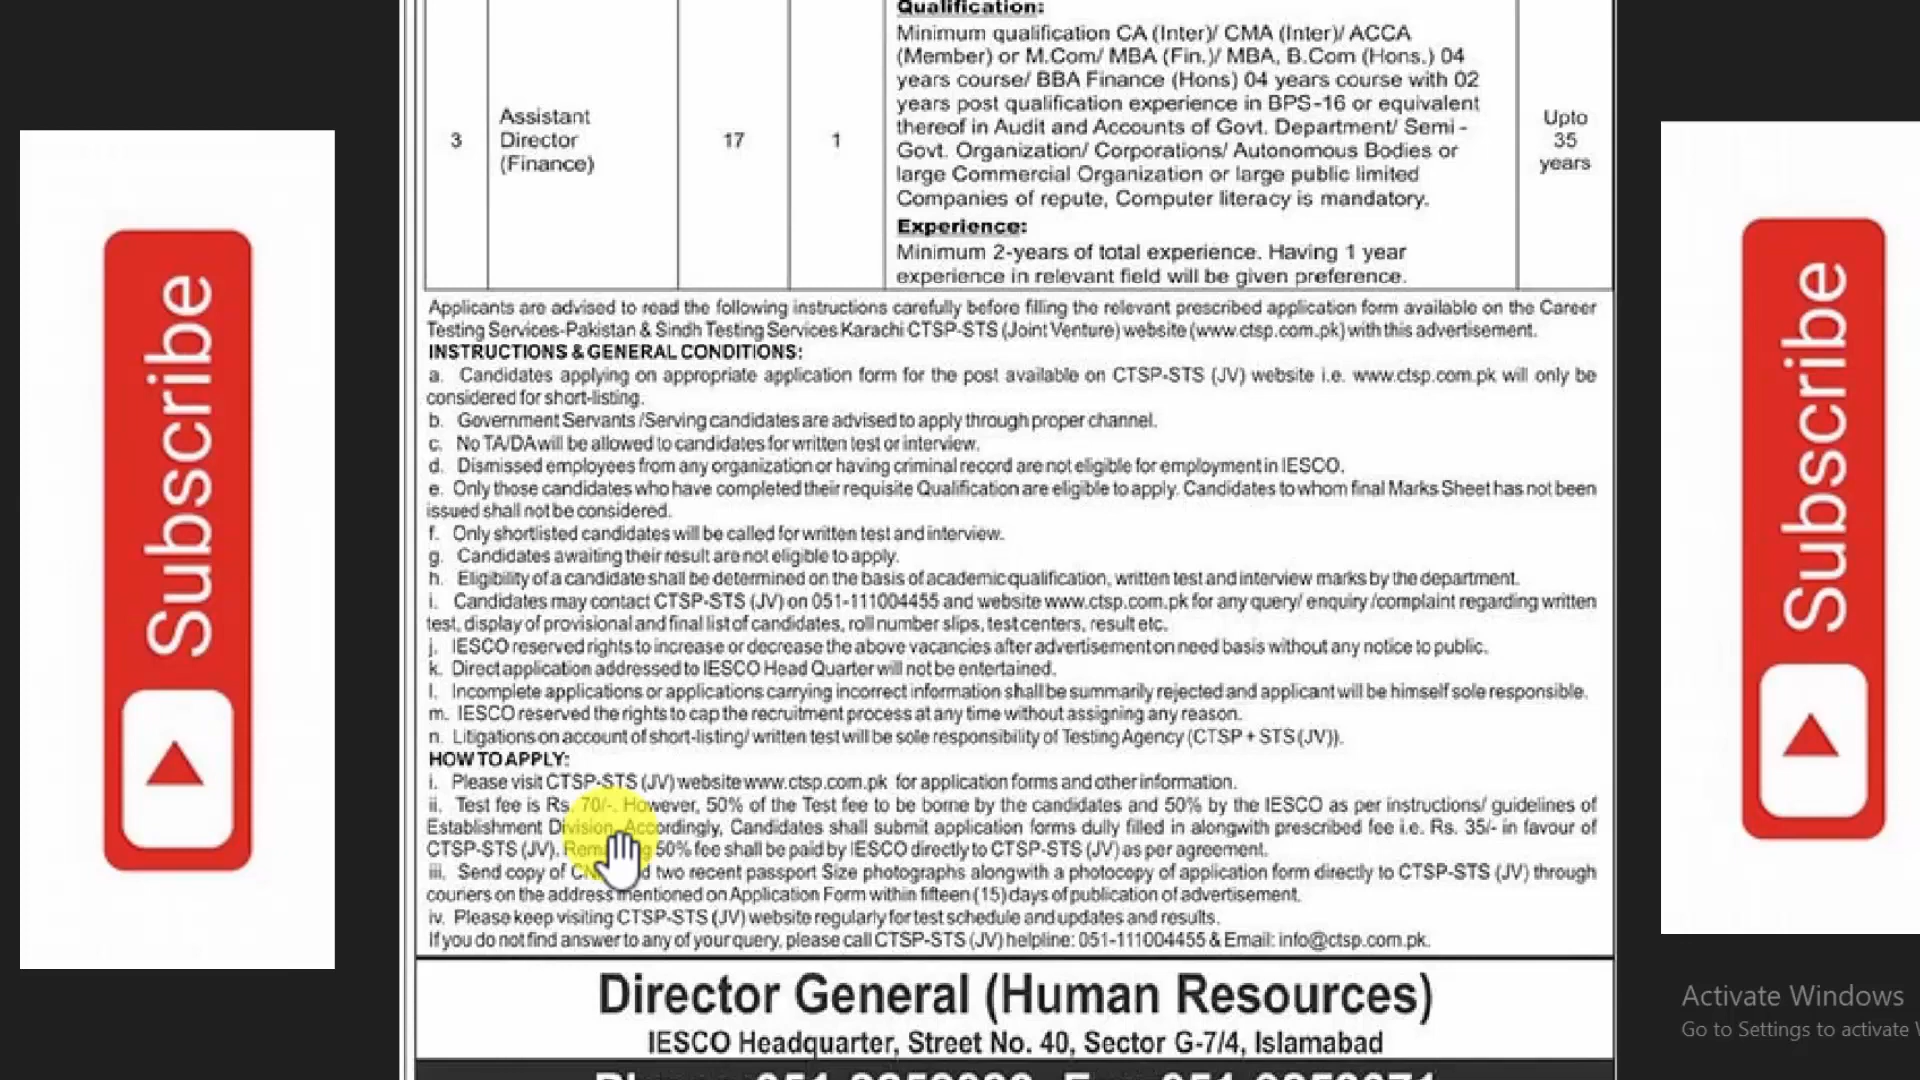 Qualification:
Minimum qualification CA (Inter)/ CMA (Inter)/ ACCA
(Member) or M.Com/ MBA (Fin.)/ MBA, B.Com (Hons.) 04
years course/ BBA Finance (Hons) 04 years course with 02
years post qualification experience in BPS-16 or equivalent
thereof in Audit and Accounts of Govt. Department/ Semi -
Govt. Organization/ Corporations/ Autonomous Bodies or
large Commercial Organization or large public limited
Companies of repute, Computer literacy is mandatory.
Experience:
Minimum 2-years of total experience. Having 1 year
experience in relevant field will be given preference.
3
Assistant
Director
(Finance)
17
1
Upto
35
years
Applicants are advised to read the following instructions carefully before filling the relevant prescribed application form available on the Career
Testing Services-Pakistan & Sindh Testing Services Karachi CTSP-STS (Joint Venture) website (www.ctsp.com.pk) with this advertisement.
INSTRUCTIONS & GENERAL CONDITIONS:
a. Candidates applying on appropriate application form for the post available on CTSP-STS (JV) website i.e. www.ctsp.com.pk will only be
considered for short-listing.
b. Government Servants /Serving candidates are advised to apply through proper channel.
c. No TA/DA will be allowed to candidates for written test or interview.
d. Dismissed employees from any organization or having criminal record are not eligible for employment in IESCO.
e. Only those candidates who have completed their requisite Qualification are eligible to apply. Candidates to whom final Marks Sheet has not been
issued shall not be considered.
f. Only shortlisted candidates will be called for written test and interview.
g. Candidates awaiting their result are not eligible to apply.
h. Eligibility of a candidate shall be determined on the basis of academic qualification, written test and interview marks by the department.
i. Candidates may contact CTSP-STS (JV) on 051-111004455 and website www.ctsp.com.pk for any query/ enquiry /complaint regarding written
test, display of provisional and final list of candidates, roll number slips, test centers, result etc.
j. IESCO reserved rights to increase or decrease the above vacancies after advertisement on need basis without any notice to public.
k. Direct application addressed to IESCO Head Quarter will not be entertained.
l. Incomplete applications or applications carrying incorrect information shall be summarily rejected and applicant will be himself sole responsible.
m. IESCO reserved the rights to cap the recruitment process at any time without assigning any reason.
n. Litigations on account of short-listing/ written test will be sole responsibility of Testing Agency (CTSP + STS (JV)).
HOW TO APPLY:
i. Please visit CTSP-STS (JV) website www.ctsp.com.pk for application forms and other information.
ii. Test fee is Rs. 70/-. However, 50% of the Test fee to be borne by the candidates and 50% by the IESCO as per instructions/ guidelines of
Establishment Division. Accordingly, Candidates shall submit application forms dully filled in alongwith prescribed fee i.e. Rs. 35/- in favour of
CTSP-STS (JV). 50% fee shall be paid by IESCO directly to CTSP-STS (JV) as per agreement.
iii. Send copy of two recent passport Size photographs alongwith a photocopy of application form directly to CTSP-STS (JV) through
couriers on the address mentioned on Application Form within fifteen (15) days of publication of advertisement.
iv. Please keep visiting CTSP-STS (JV) website regularly for test schedule and updates and results.
If you do not find answer to any of your query, please call CTSP-STS (JV) helpline: 051-111004455 & Email: info@ctsp.com.pk.
Director General (Human Resources)
IESCO Headquarter, Street No. 40, Sector G-7/4, Islamabad
Subscribe
Subscribe
Activate Windows
Go to Settings to activate